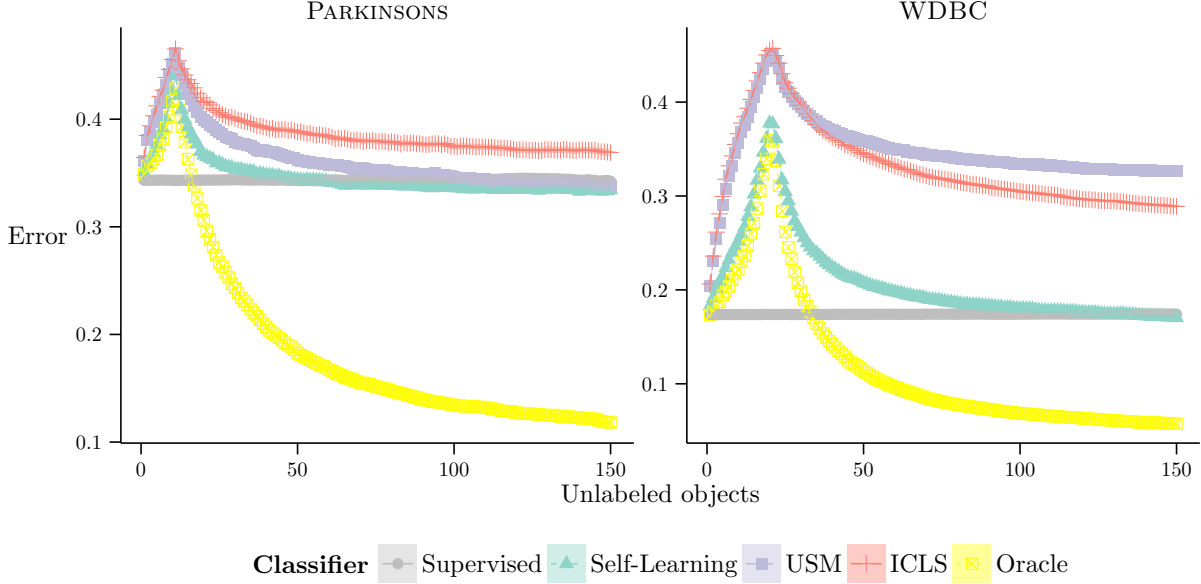 PARKINSONS
WDBC
Error
0.4
0.3
0.2
0.1
0 50 100 150
0.4
0.3
0.2
0.1
0 50 100 150
Unlabeled objects
Classifier Supervised Self-Learning USM ICLS Oracle